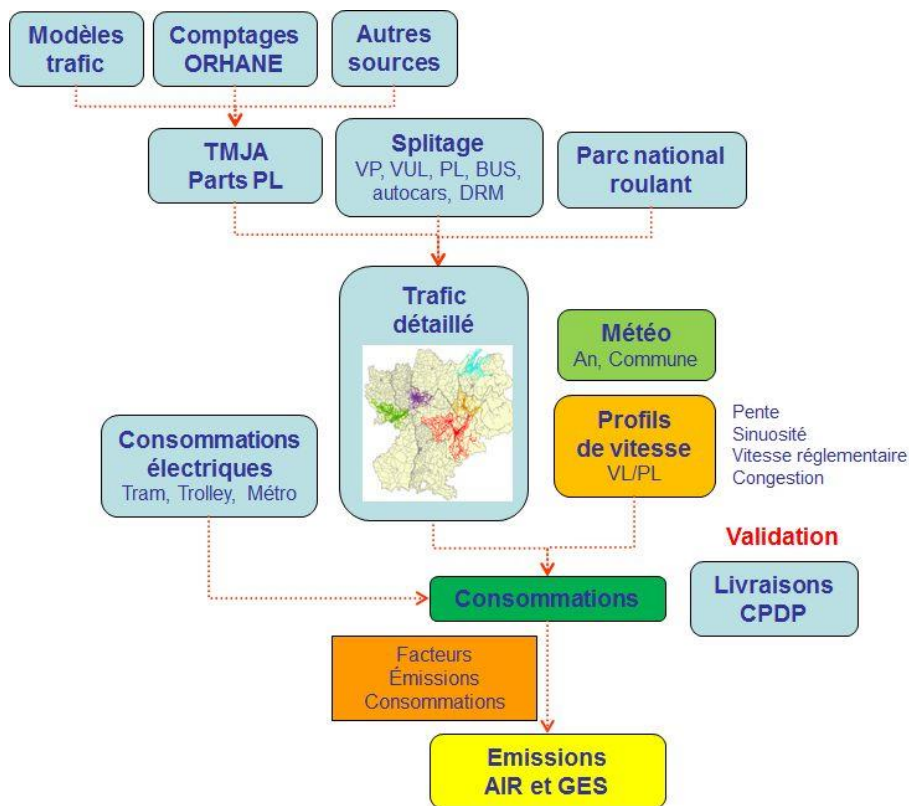 Modèles
trafic
Comptages
ORHANE
Autres
sources
TMJA
Parts PL
Splitage
VP, VUL, PL, BUS,
autocars, DRM
Parc national
roulant
Trafic
détaillé
Météo
An, Commune
Profils
de vitesse
VL/PL
Pente
Sinuosité
Vitesse réglementaire
Congestion
Consommations
électriques
Tram, Trolley, Métro
Validation
Consommations
Livraisons
CPDP
Facteurs
Émissions
Consommations
Emissions
AIR et GES